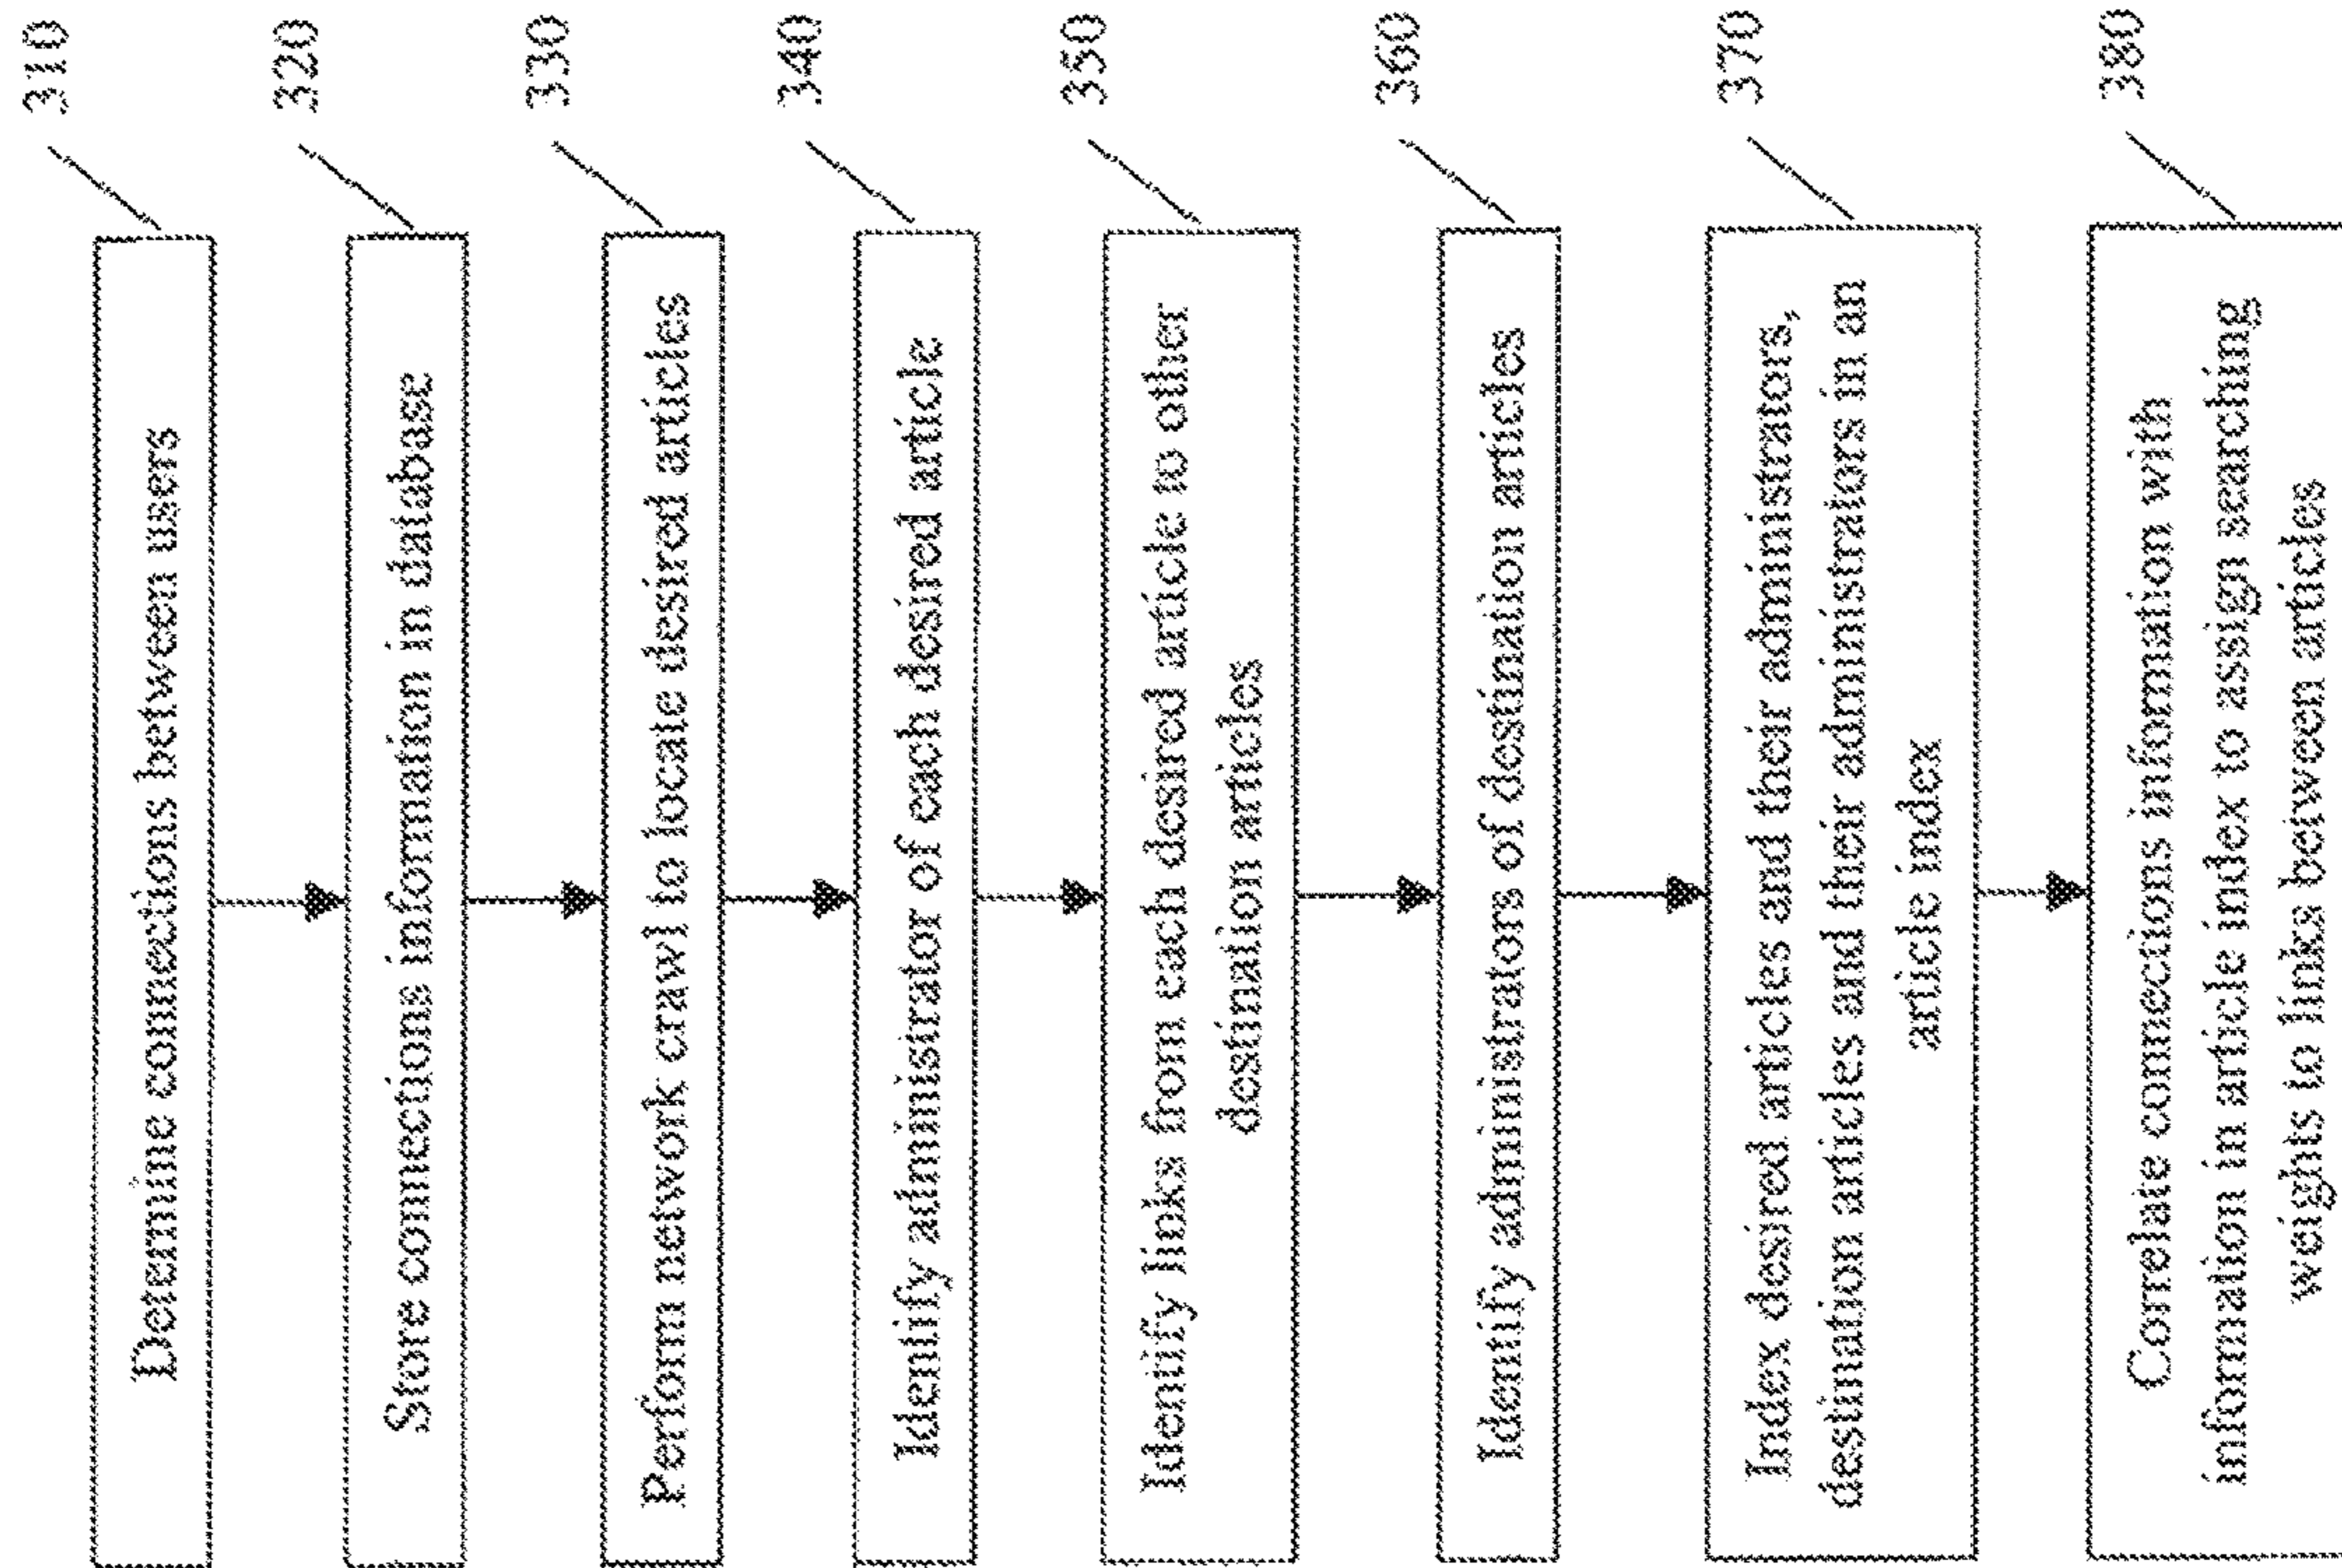 310
Determine connections between users
320
Store connections information in database
330
Perform network crawl to locate desired articles
340
Identify administrator of each desired article
350
Identify links from each desired article to other
destination articles
360
Identify administrators of destination articles
370
Index desired articles and their administrators,
destination articles and their administrators in an
article index
380
Correlate connections information with
information in article index to assign searching
weights to links between articles